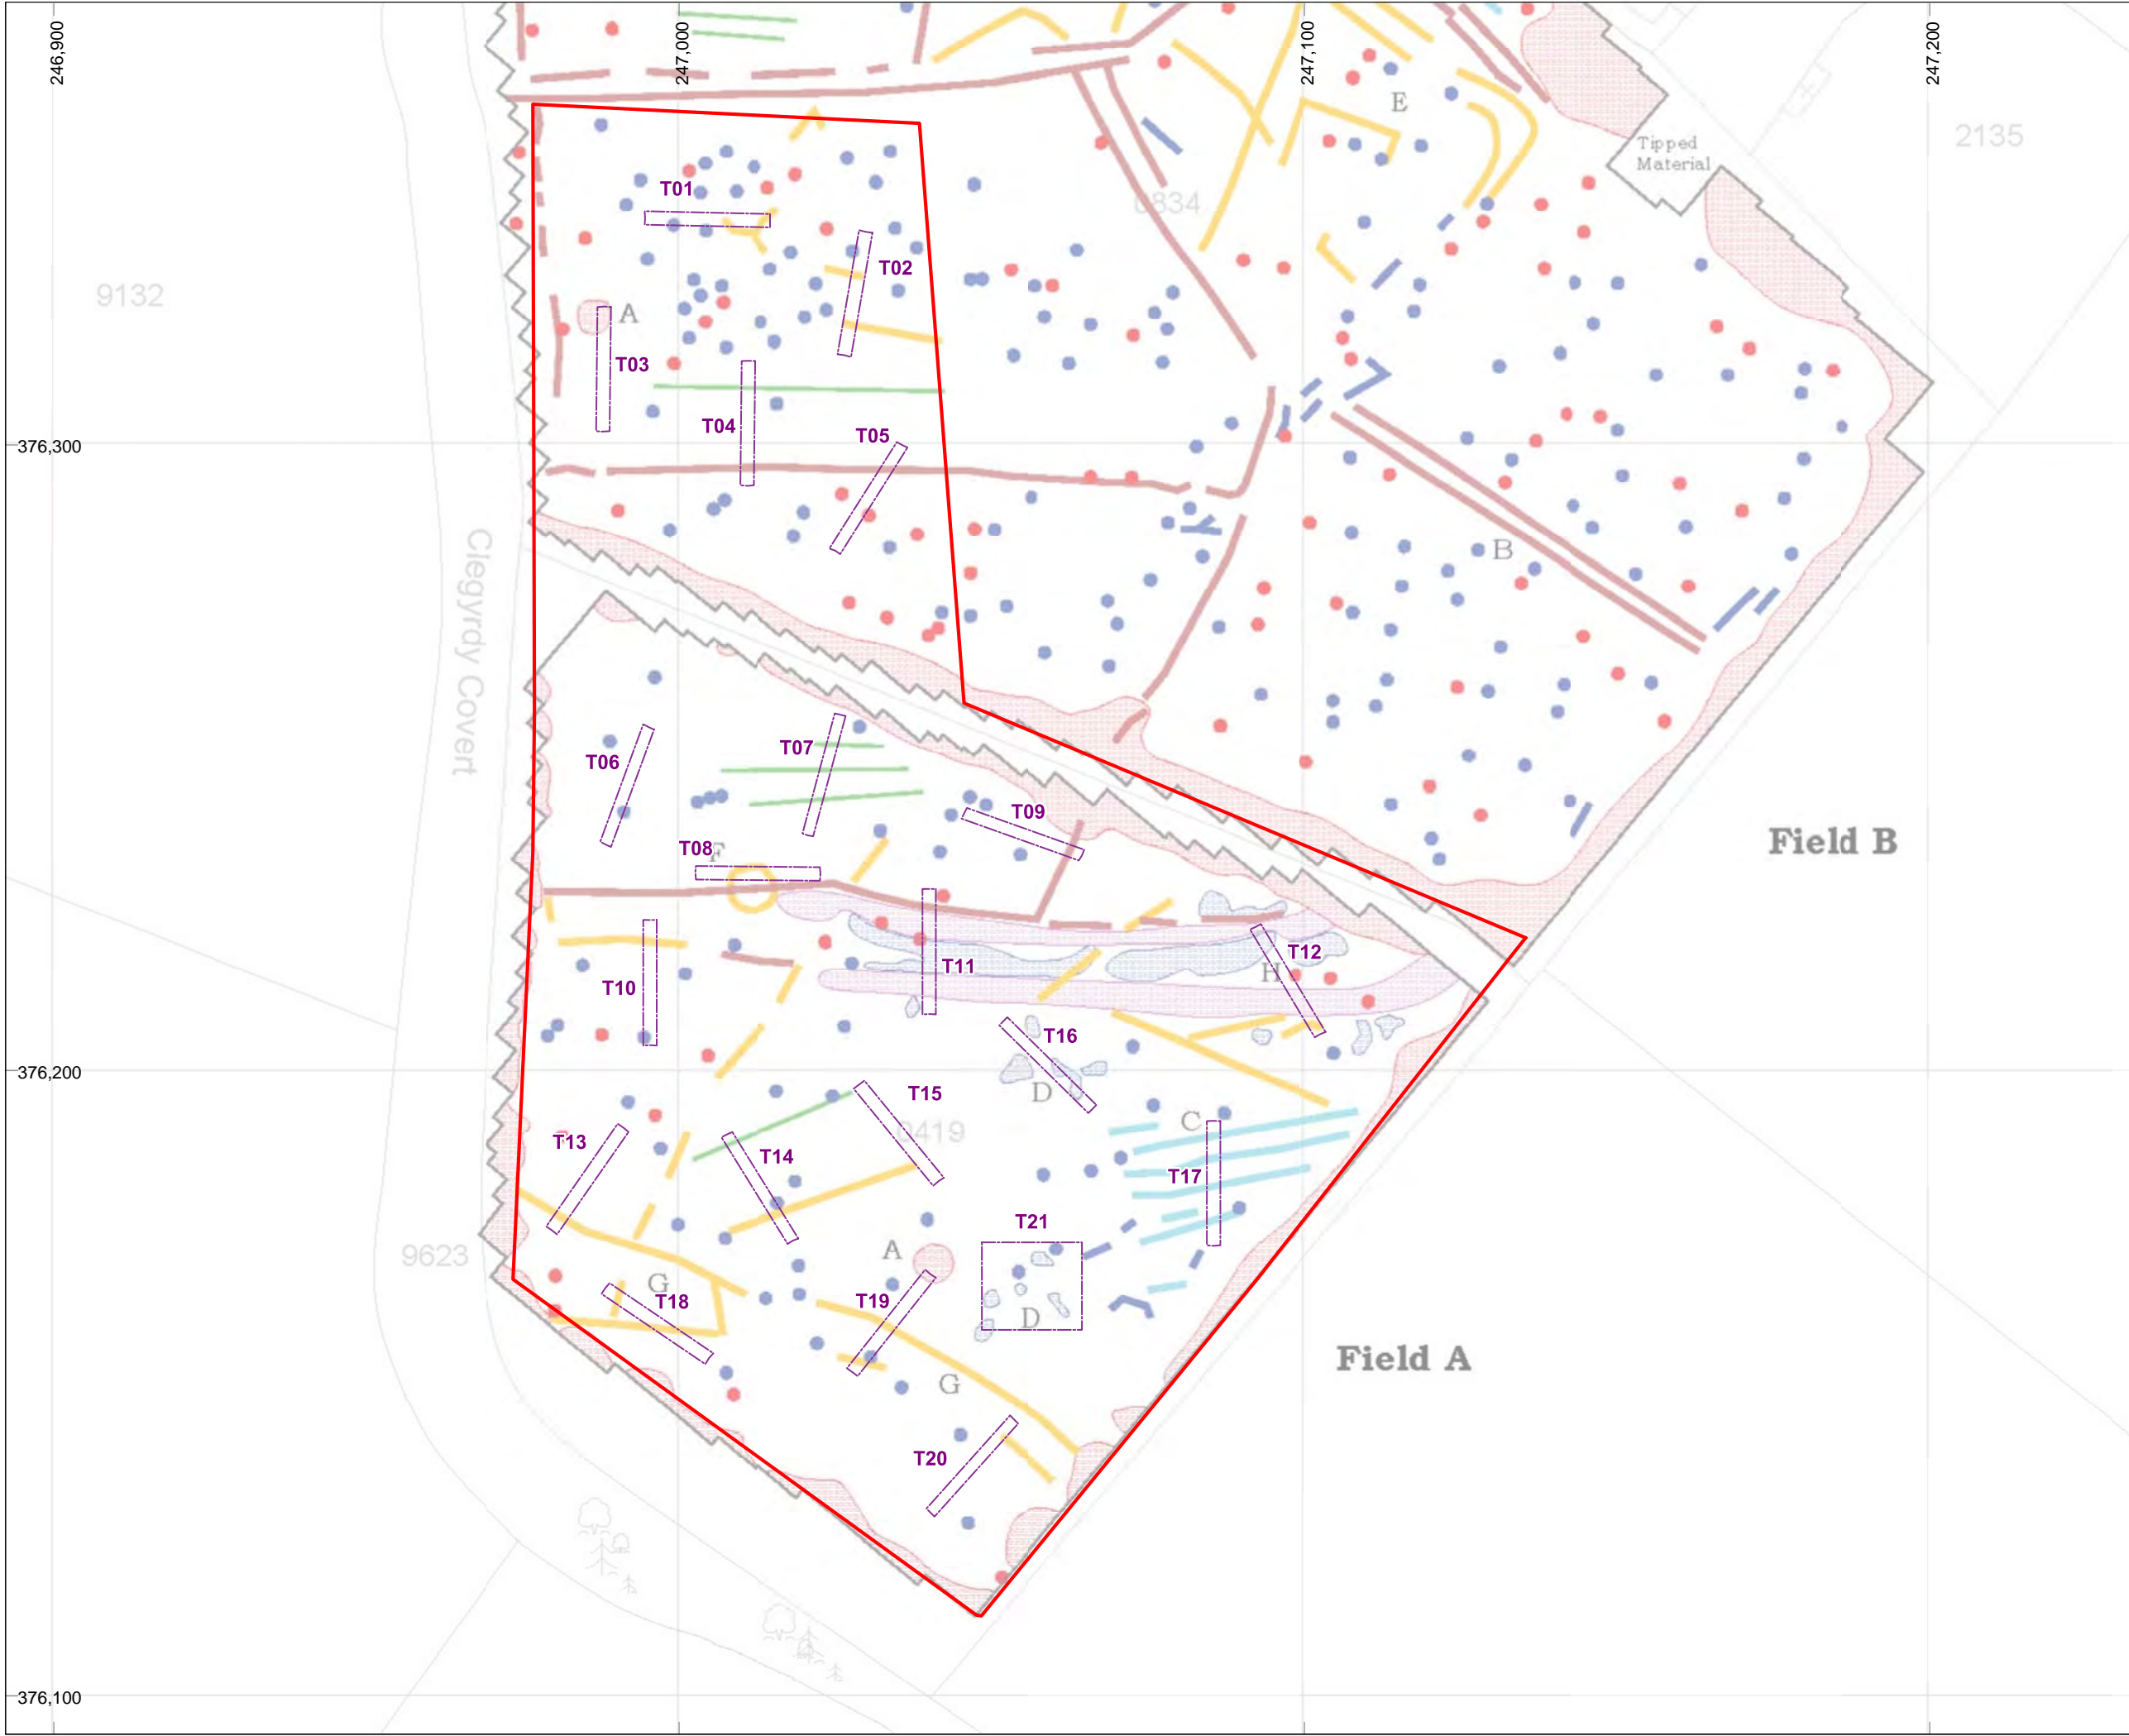 246,900
247,000
247,100
247,200
E
Tipped
Material
2135
T01
0834
T02
9132
A
T03
T04
T05
376,300
B
Clegyrdy Covert
T06
T07
T09
Field B
T08
F
T12
T11
H
T10
T16
376,200
D
T15
C
0419
T13
T14
T17
T21
A
9623
G
T18
T19
D
Field A
G
T20
376,100